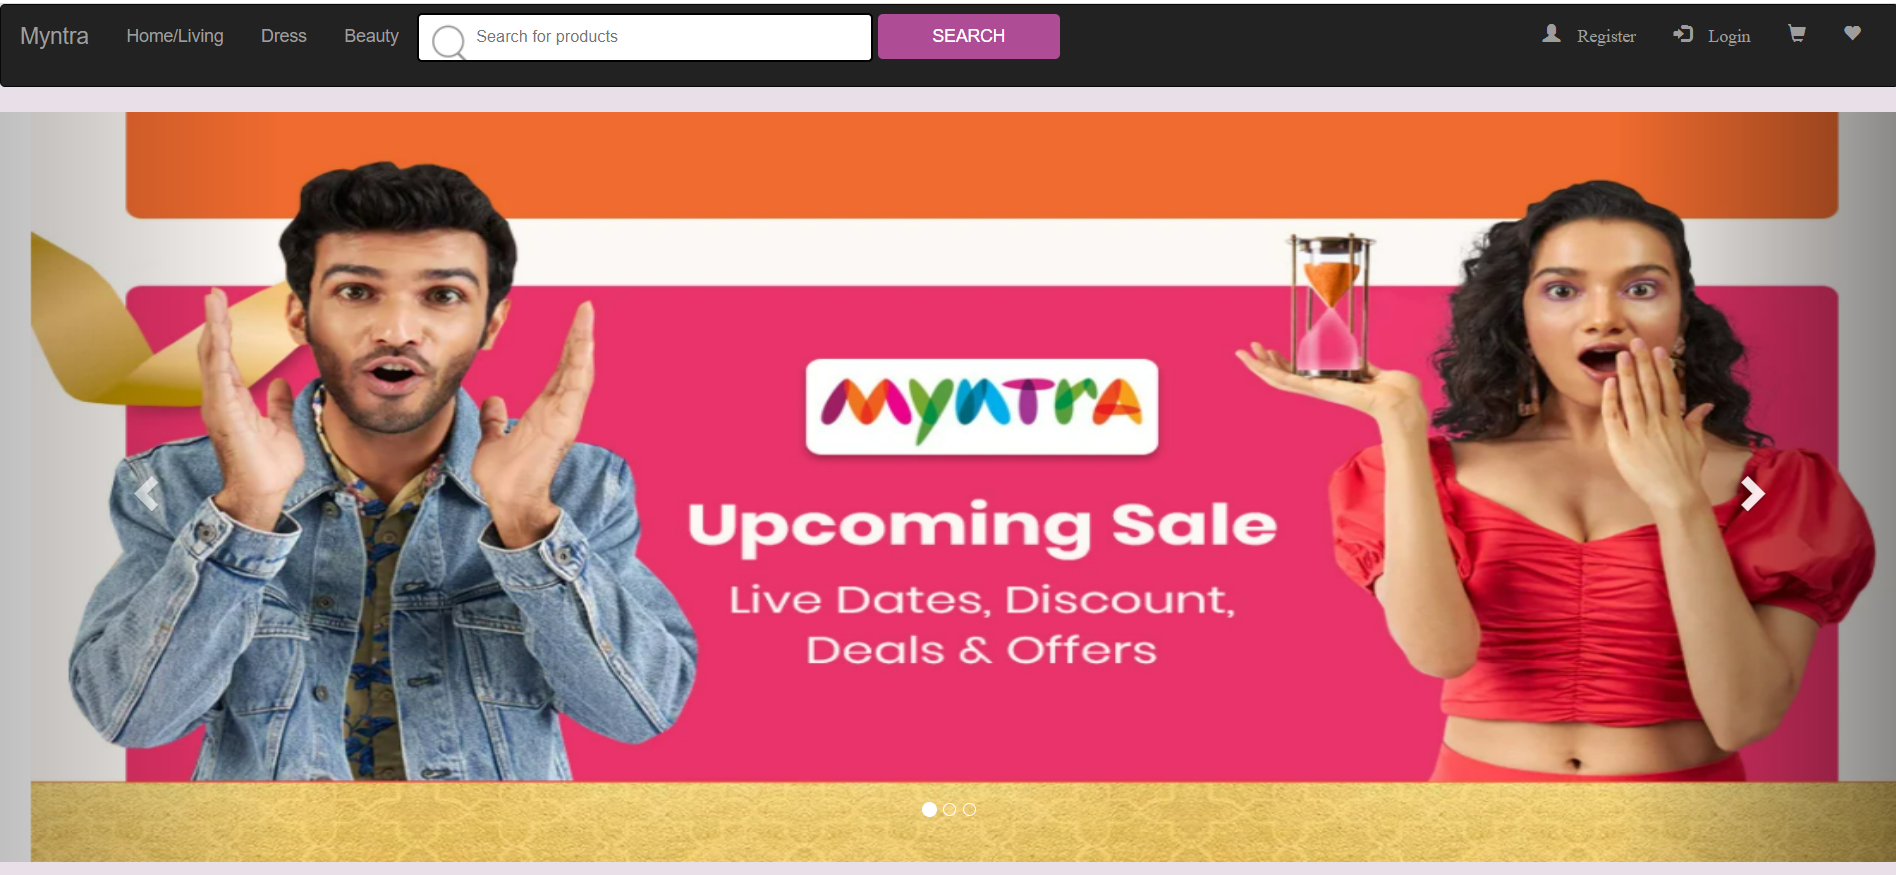 Myntra Home/Living Dress Beauty Search for products SEARCH Register Login
Myntra
Upcoming Sale
Live Dates, Discount,
Deals & Offers